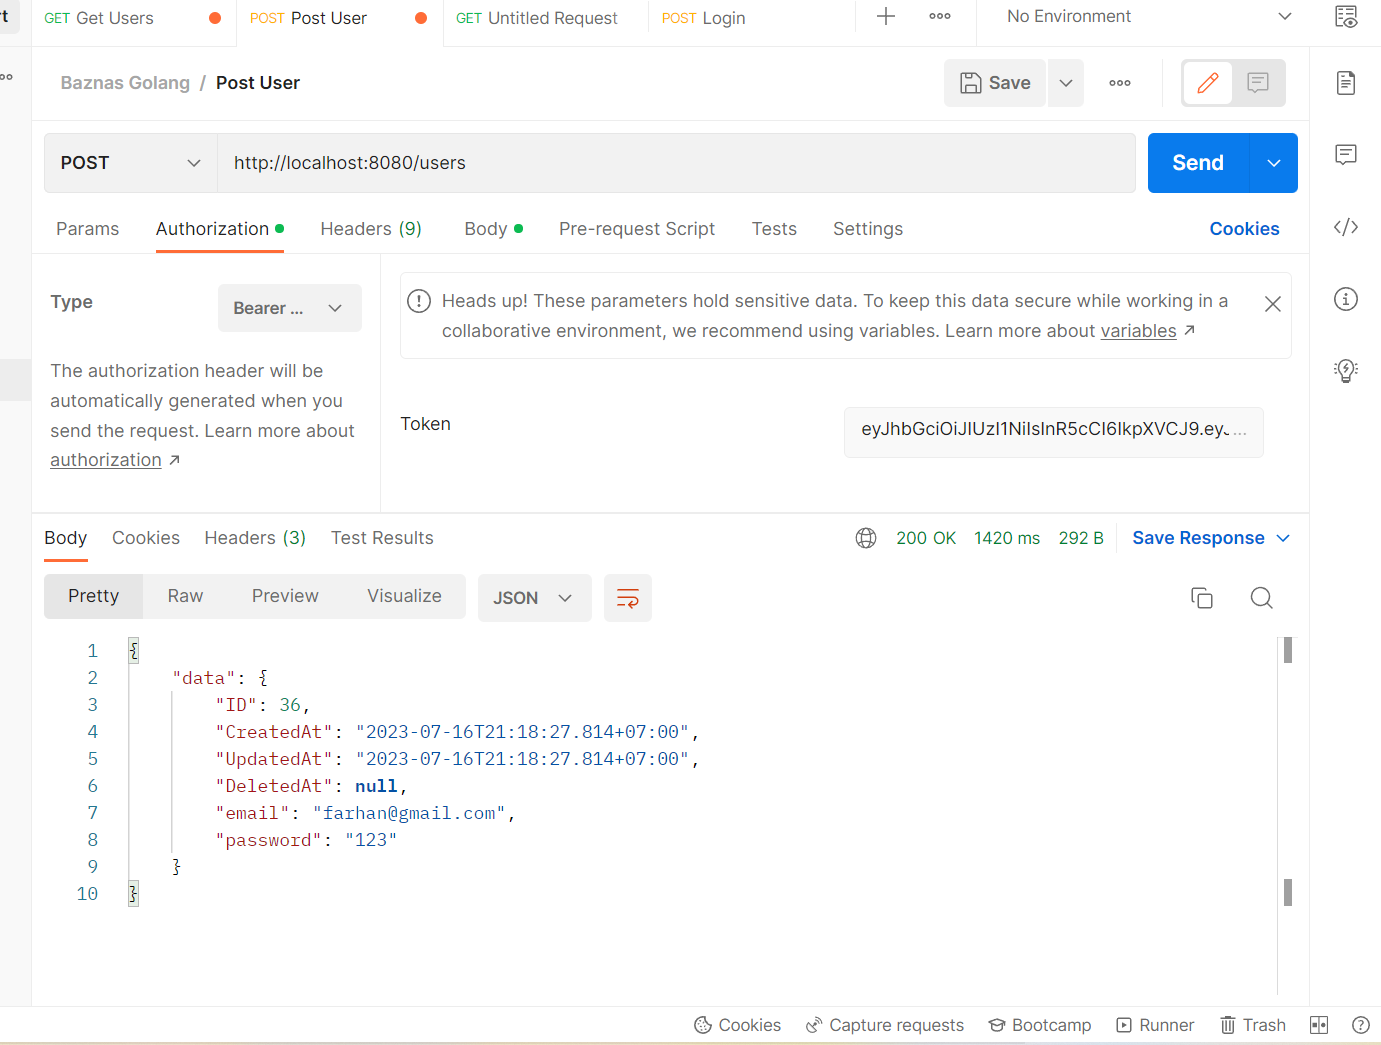 rt
GET Get Users
POST Post User
GET Untitled Request
POST Login
No Environment
Baznas Golang / Post User
Save
POST
http://localhost:8080/users
Send
Params
Authorization
Headers (9)
Body
Pre-request Script
Tests
Settings
Cookies
Type
Bearer ...
The authorization header will be
automatically generated when you
send the request. Learn more about
authorization ↗
Heads up! These parameters hold sensitive data. To keep this data secure while working in a
collaborative environment, we recommend using variables. Learn more about variables ↗
Token
eyJhbGciOiJIUzI1NiIsInR5cCI6IkpXVCJ9.eyJ...
Body
Cookies
Headers (3)
Test Results
200 OK
1420 ms
292 B
Save Response
Pretty
Raw
Preview
Visualize
JSON
1 {
2 "data": {
3 "ID": 36,
4 "CreatedAt": "2023-07-16T21:18:27.814+07:00",
5 "UpdatedAt": "2023-07-16T21:18:27.814+07:00",
6 "DeletedAt": null,
7 "email": "farhan@gmail.com",
8 "password": "123"
9 }
10 }
Cookies
Capture requests
Bootcamp
Runner
Trash